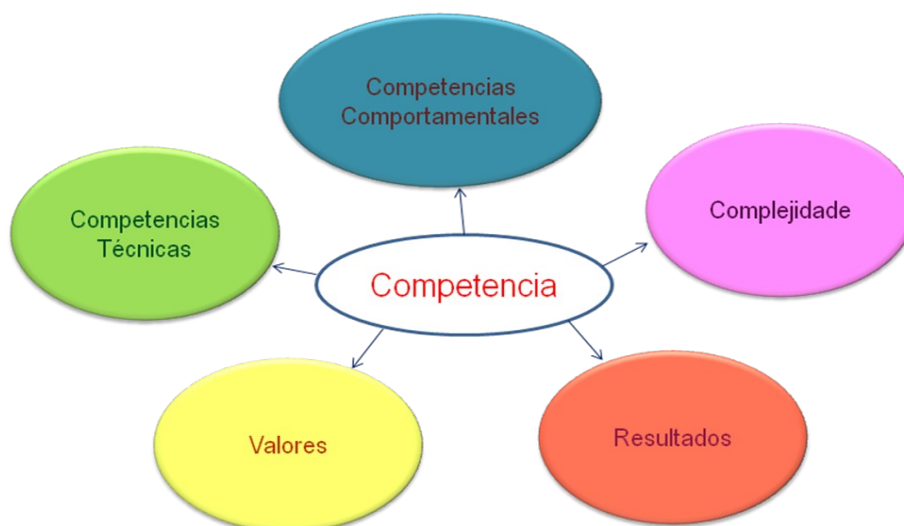 Competencias
Comportamentales
Complejidade
Competencias
Técnicas
Competencia
Valores
Resultados